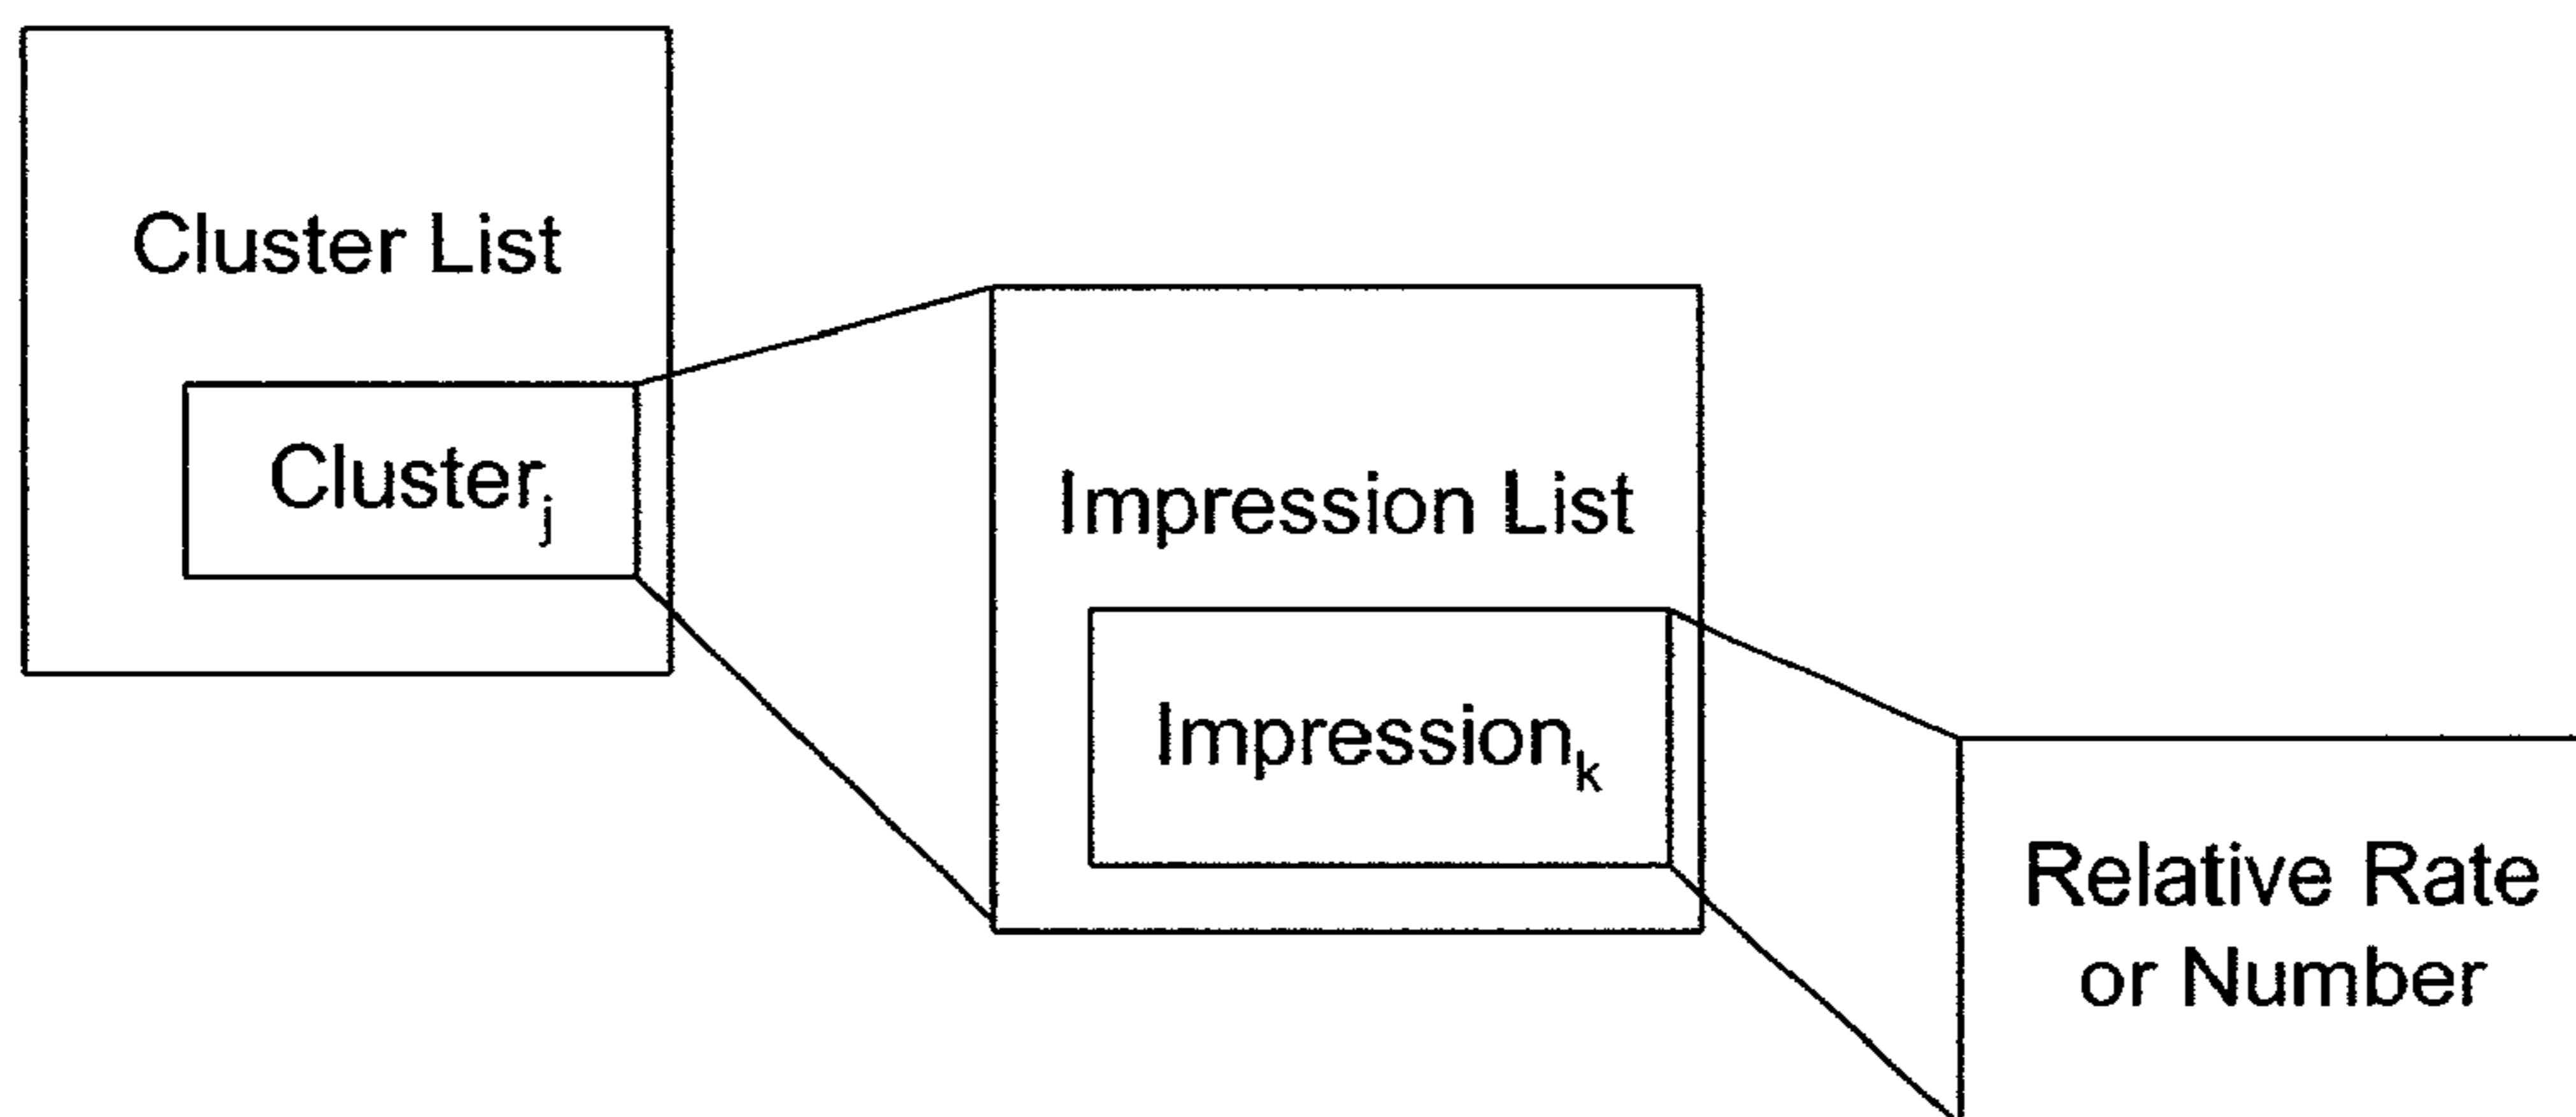 Cluster List
Clusterj
Impression List
Impressionk
Relative Rate
or Number